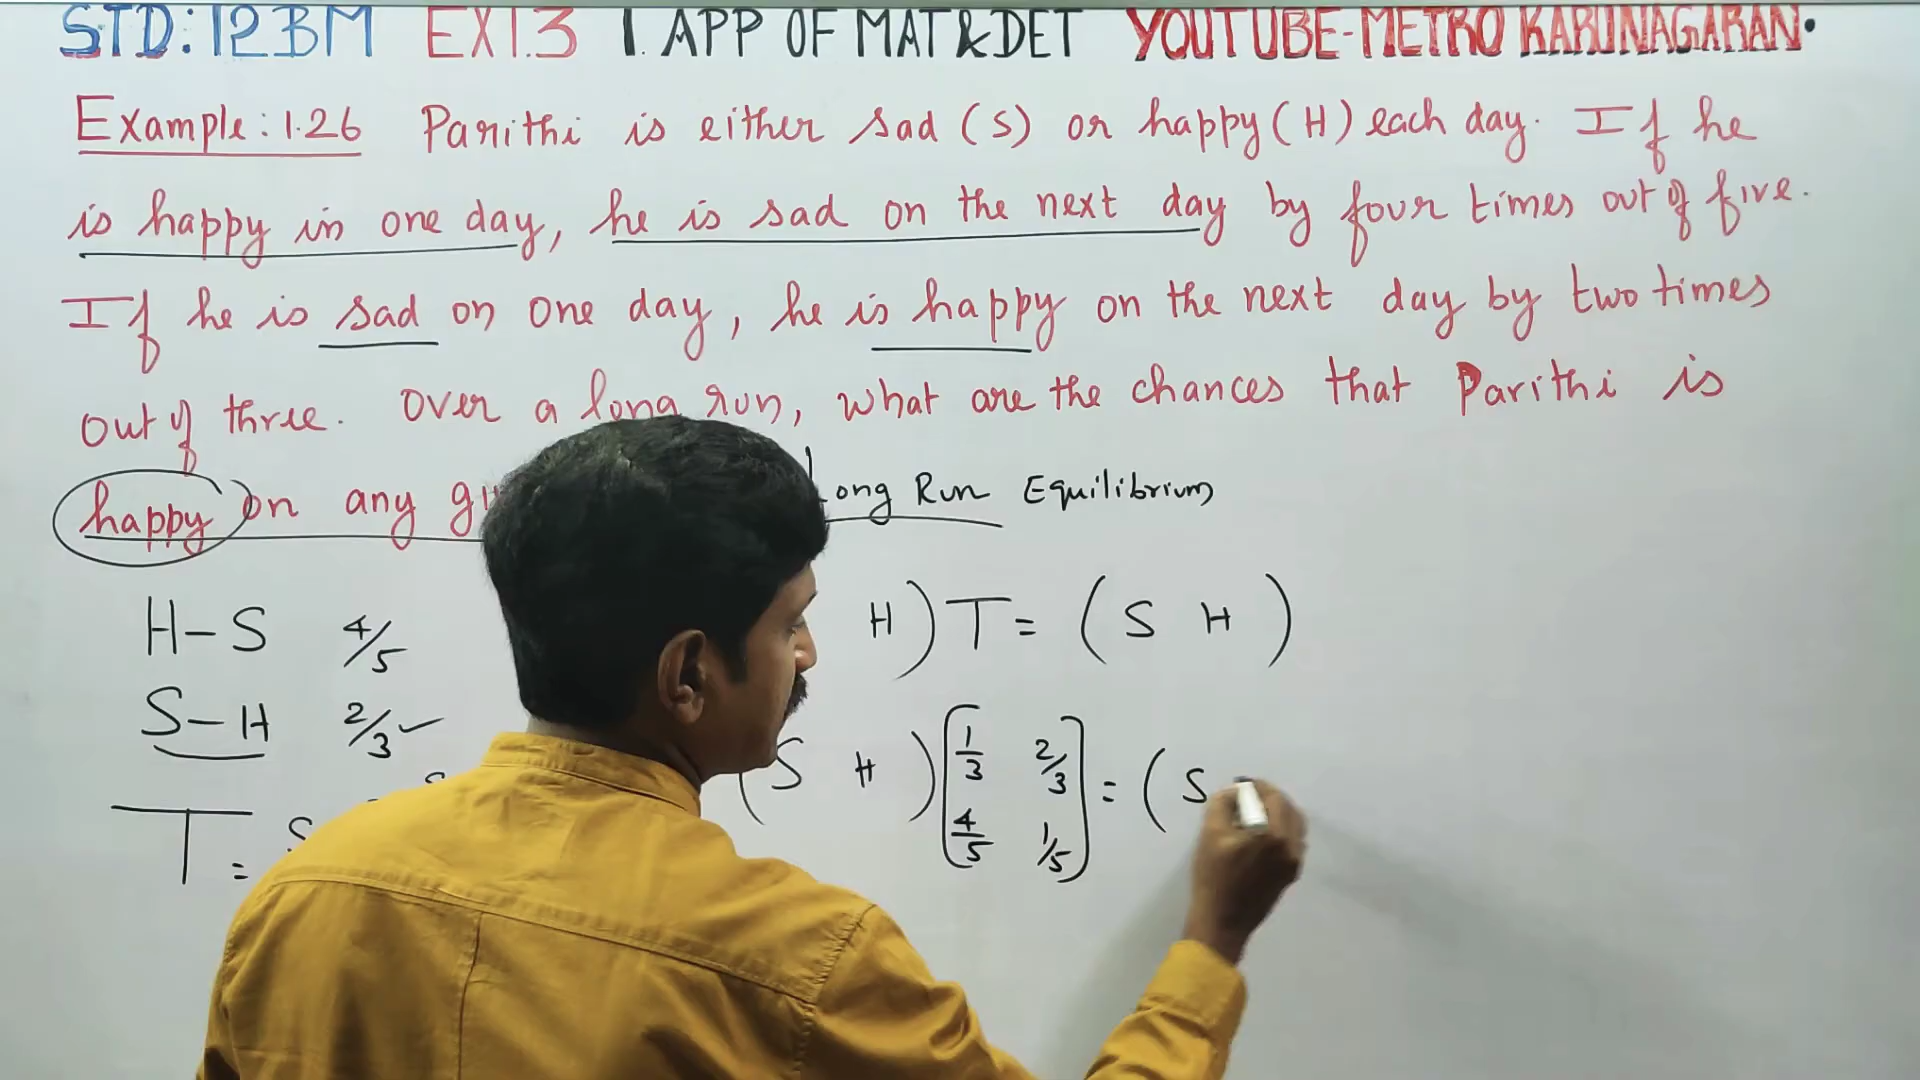 STD:12BM EX1.3 1.APP OF MAT&DET YOUTUBE-METRO KARUNAGARAN.
Example:1.26 Parithi is either sad (S) or happy (H) each day. If he
is happy in one day, he is sad on the next day by four times out of five.
If he is sad on one day, he is happy on the next day by two times
out of three. Over a long run, what are the chances that Parithi is
happy on any Long Run Equilibrium
H-S 4/5 H) T = (S H)
S-H 2/3 (S H) [1/3 2/3 = (S
T = S 4/5 1/5]